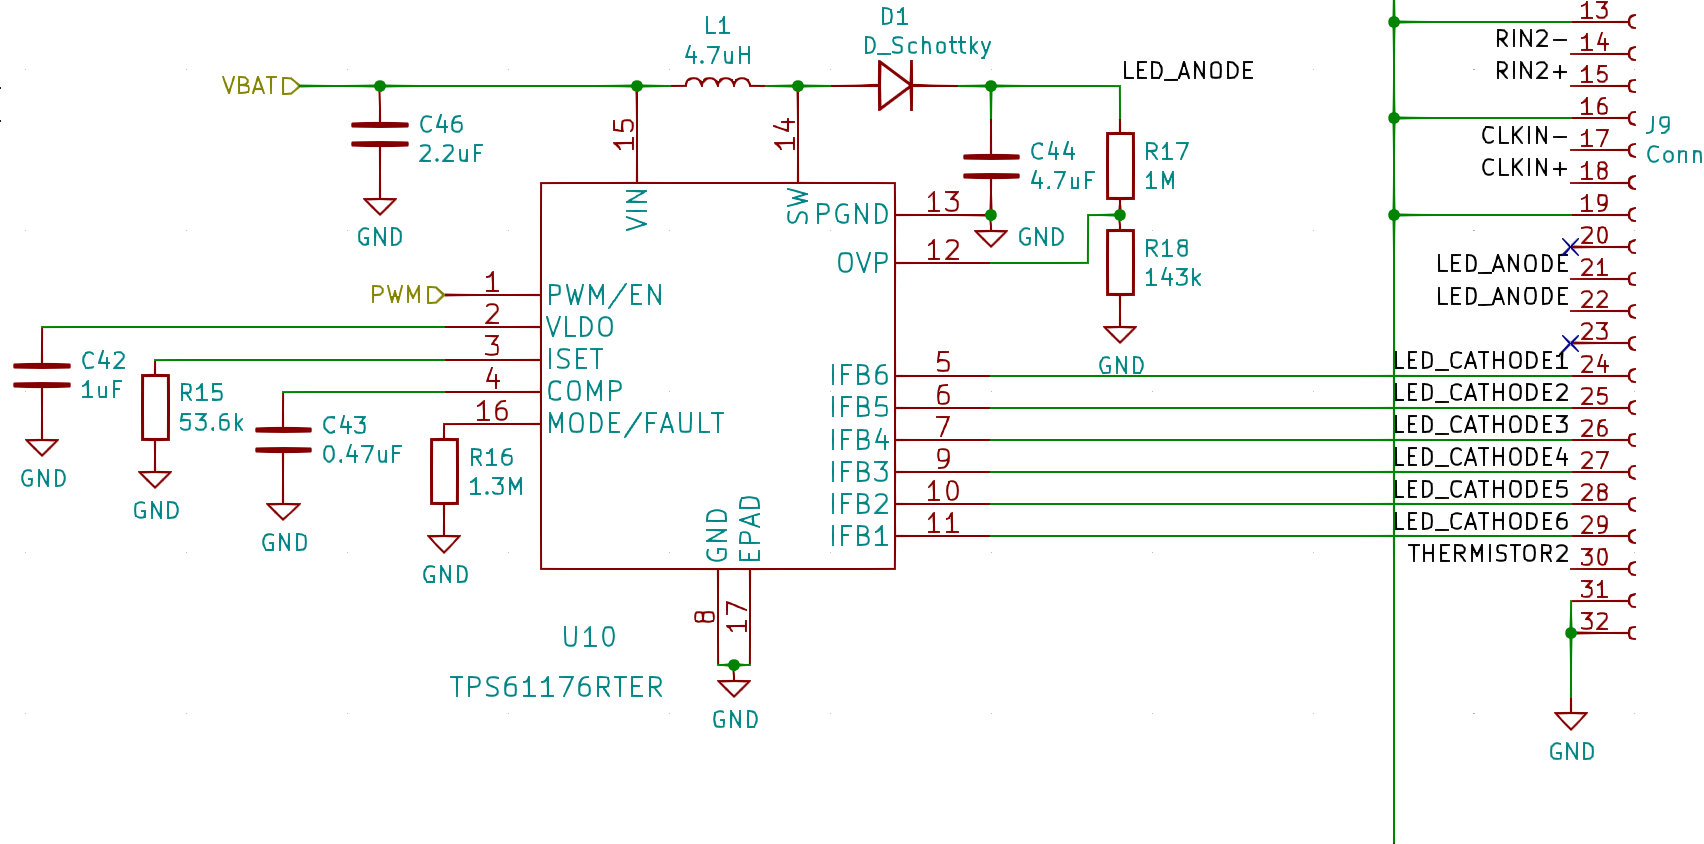 L1
4.7uH
D1
D_Schottky
VBAT
LED_ANODE
C46
2.2uF
GND
15
14
C44
4.7uF
GND
R17
1M
R18
143k
GND
VIN
SW
PGND
13
OVP
12
PWM
1
PWM/EN
2
VLDO
3
ISET
4
COMP
16
MODE/FAULT
C42
1uF
GND
R15
53.6k
GND
C43
0.47uF
GND
R16
1.3M
GND
IFB6
5
IFB5
6
IFB4
7
IFB3
9
IFB2
10
IFB1
11
GND
EPAD
8
17
GND
U10
TPS61176RTER
13
RIN2-
14
RIN2+
15
16
CLKIN-
17
CLKIN+
18
19
20
LED_ANODE
21
LED_ANODE
22
23
LED_CATHODE1
24
LED_CATHODE2
25
LED_CATHODE3
26
LED_CATHODE4
27
LED_CATHODE5
28
LED_CATHODE6
29
THERMISTOR2
30
31
32
GND
J9
Conn